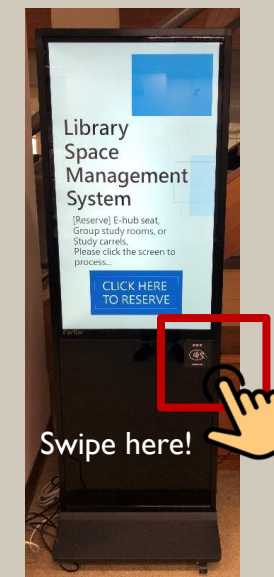 Library
Space
Management
System
[Reserve] E-hub seat,
Group study rooms, or
Study carrels,
Please click the screen to
process...
CLICK HERE
TO RESERVE
Swipe here!